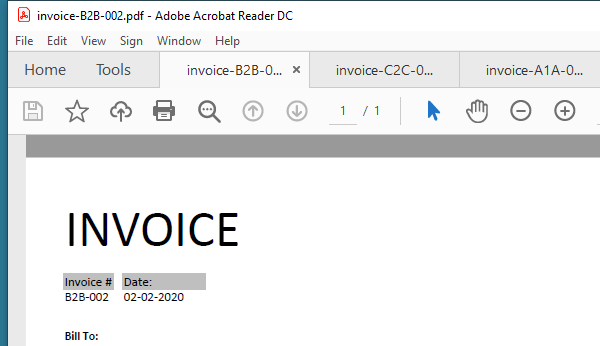 invoice-B2B-002.pdf - Adobe Acrobat Reader DC
File Edit View Sign Window Help
Home Tools invoice-B2B-0... × invoice-C2C-0... invoice-A1A-0...
1 / 1
INVOICE
Invoice # Date:
B2B-002 02-02-2020
Bill To: